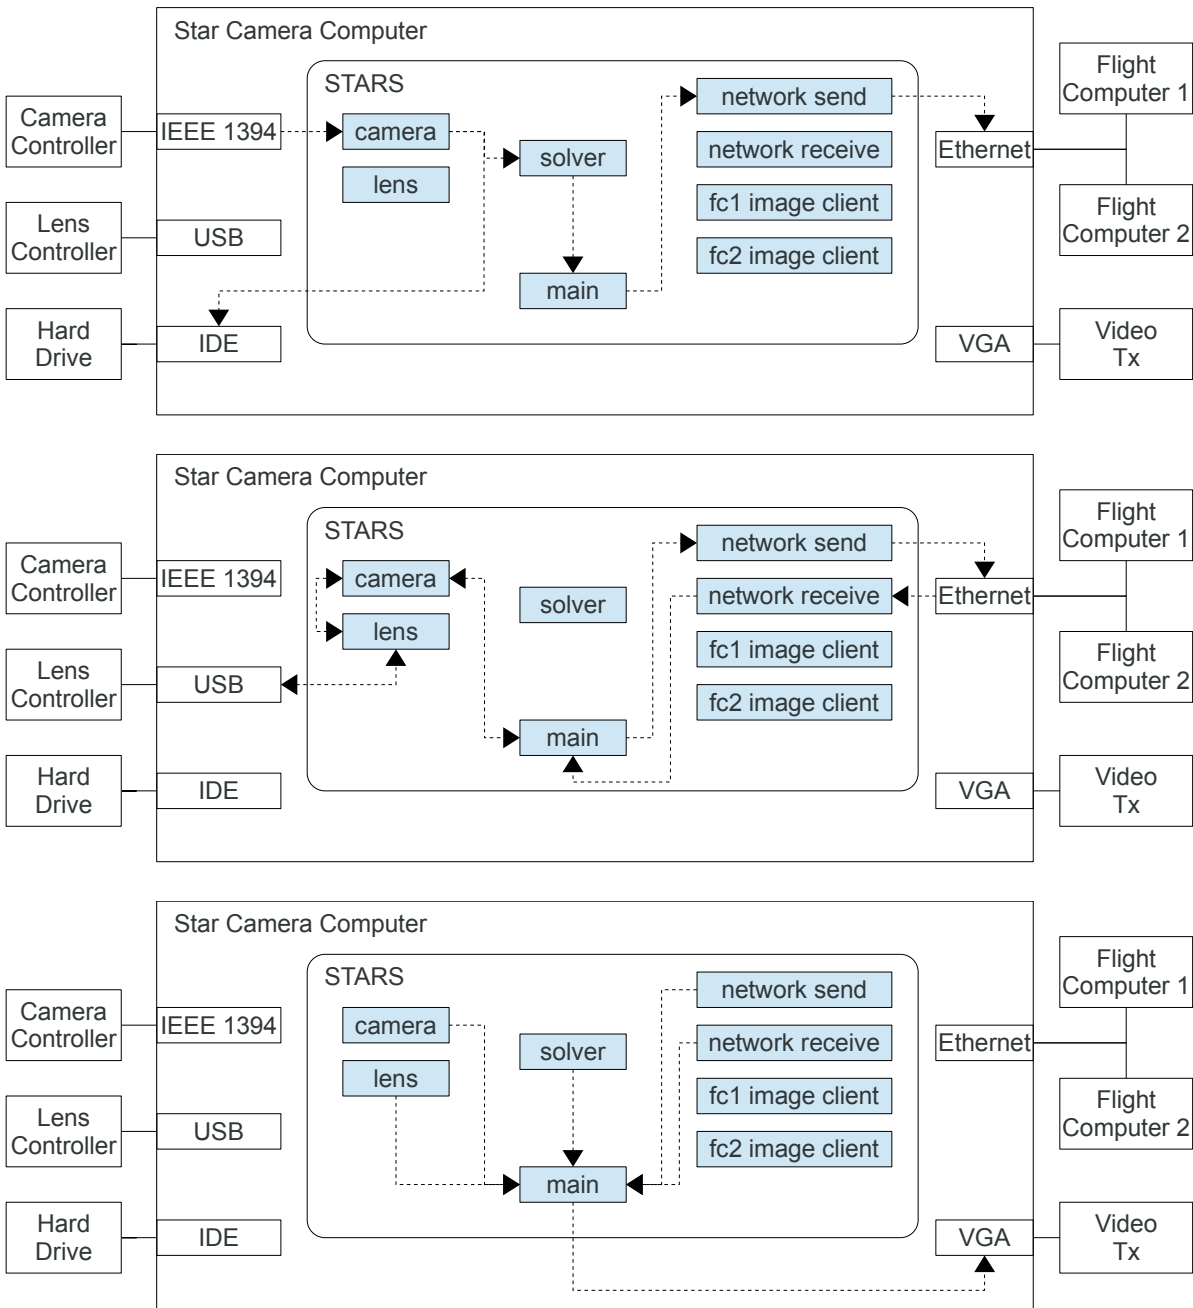 Star Camera Computer
STARS
Camera
Controller
IEEE 1394
camera
lens
solver
main
network send
network receive
fc1 image client
fc2 image client
Ethernet
Flight
Computer 1
Flight
Computer 2
Lens
Controller
USB
Hard
Drive
IDE
VGA
Video
Tx
Star Camera Computer
STARS
Camera
Controller
IEEE 1394
camera
lens
solver
main
network send
network receive
fc1 image client
fc2 image client
Ethernet
Flight
Computer 1
Flight
Computer 2
Lens
Controller
USB
Hard
Drive
IDE
VGA
Video
Tx
Star Camera Computer
STARS
Camera
Controller
IEEE 1394
camera
lens
solver
main
network send
network receive
fc1 image client
fc2 image client
Ethernet
Flight
Computer 1
Flight
Computer 2
Lens
Controller
USB
Hard
Drive
IDE
VGA
Video
Tx